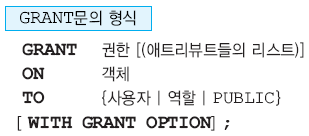 GRANT문의 형식
GRANT 권한 [(애트리뷰트들의 리스트)]
ON 객체
TO {사용자 | 역할 | PUBLIC}
[ WITH GRANT OPTION] ;